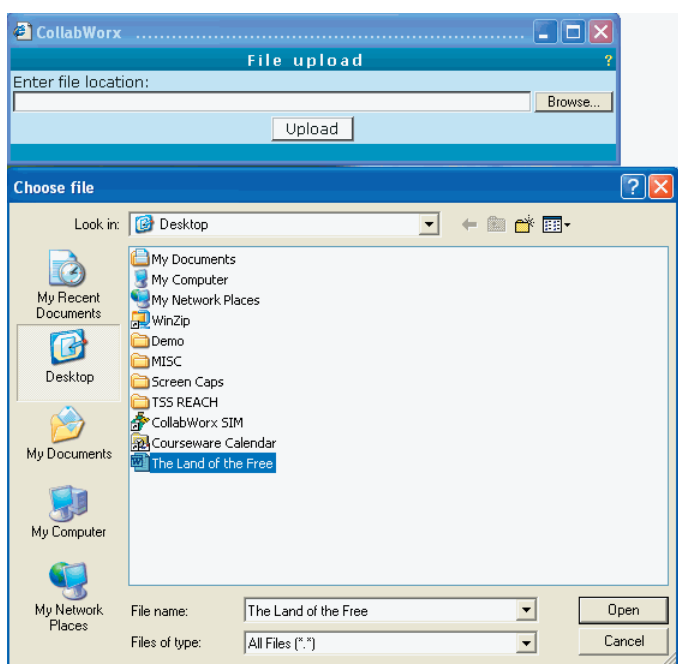 CollabWorx ................................................
File upload ?
Enter file location:
Browse...
Upload
Choose file
Look in: Desktop
My Recent
Documents
Desktop
My Documents
My Computer
My Network
Places
My Documents
My Computer
My Network Places
WinZip
Demo
MISC
Screen Caps
TSS REACH
CollabWorx SIM
Courseware Calendar
The Land of the Free
File name: The Land of the Free Open
Files of type: All Files (*.*) Cancel